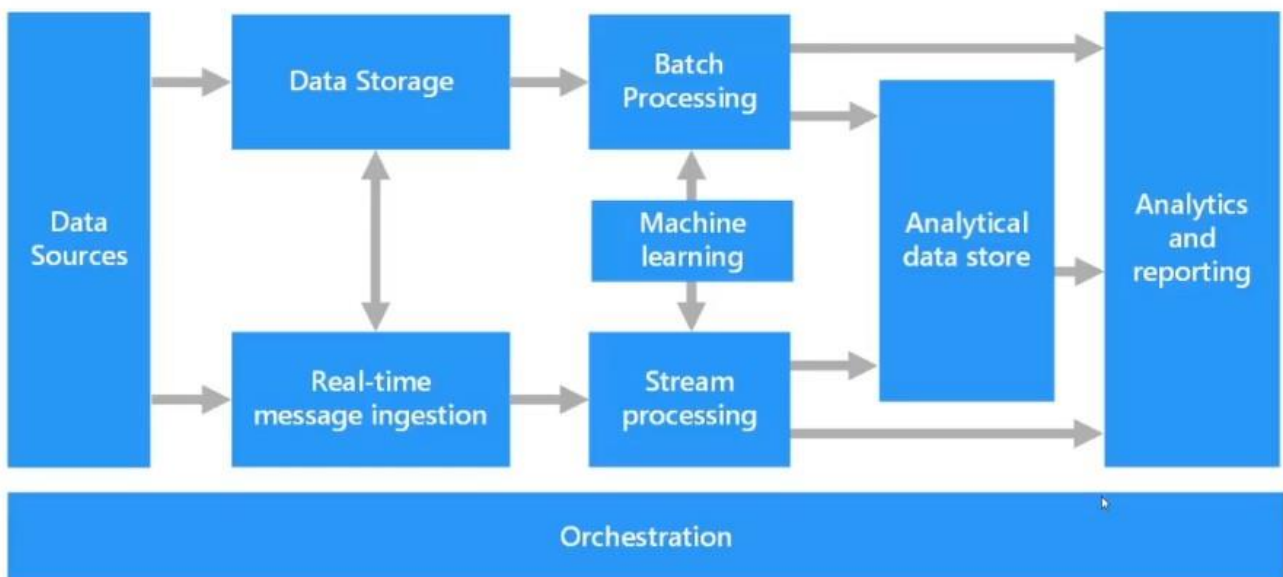 Data
Sources
Data Storage
Real-time
message ingestion
Batch
Processing
Machine
learning
Stream
processing
Analytical
data store
Analytics
and
reporting
Orchestration